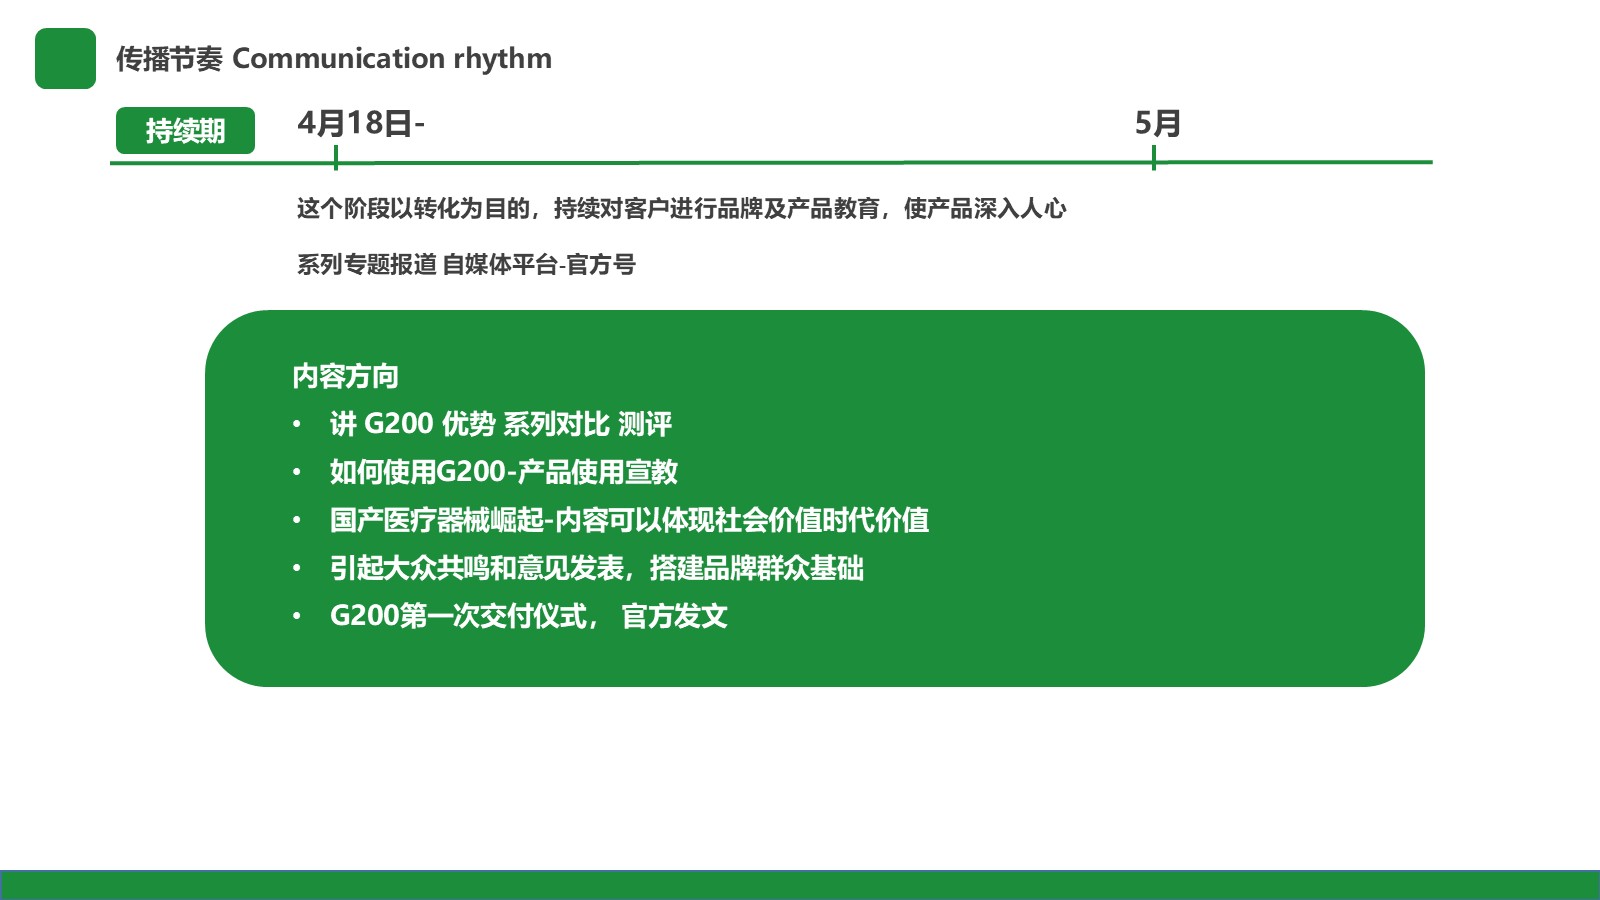 传播节奏 Communication rhythm
持续期
4月18日-
5月
这个阶段以转化为目的，持续对客户进行品牌及产品教育，使产品深入人心
系列专题报道 自媒体平台-官方号
内容方向
• 讲 G200 优势 系列对比 测评
• 如何使用G200-产品使用宣教
• 国产医疗器械崛起-内容可以体现社会价值时代价值
• 引起大众共鸣和意见发表，搭建品牌群众基础
• G200第一次交付仪式， 官方发文